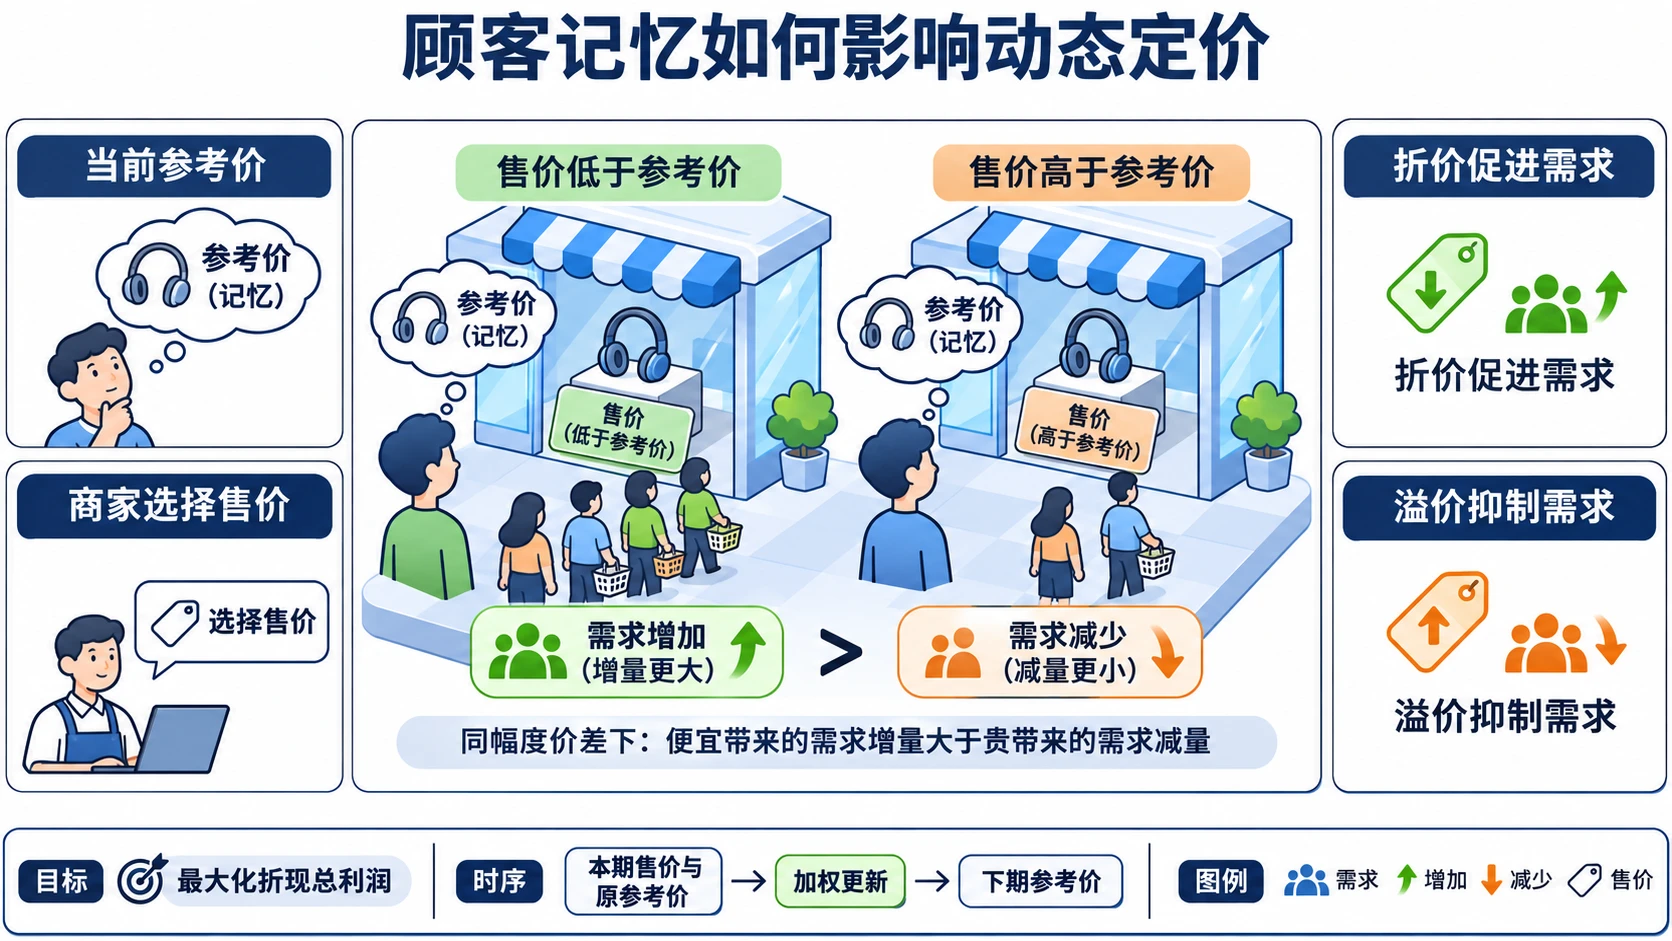 顾客记忆如何影响动态定价
当前参考价
参考价
（记忆）
商家选择售价
选择售价
售价低于参考价
参考价
（记忆）
售价
（低于参考价）
需求增加
（增量更大）
>
售价高于参考价
参考价
（记忆）
售价
（高于参考价）
需求减少
（减量更小）
同幅度价差下：便宜带来的需求增量大于贵带来的需求减量
折价促进需求
折价促进需求
溢价抑制需求
溢价抑制需求
目标
最大化折现总利润
时序
本期售价与
原参考价
加权更新
下期参考价
图例
需求
增加
减少
售价